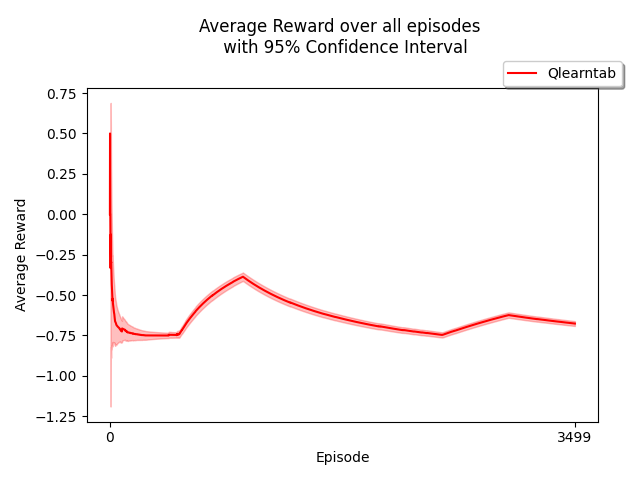 Average Reward over all episodes
with 95% Confidence Interval
Qlearntab
0.75
0.50
0.25
0.00
−0.25
−0.50
−0.75
−1.00
−1.25
Average Reward
0
3499
Episode